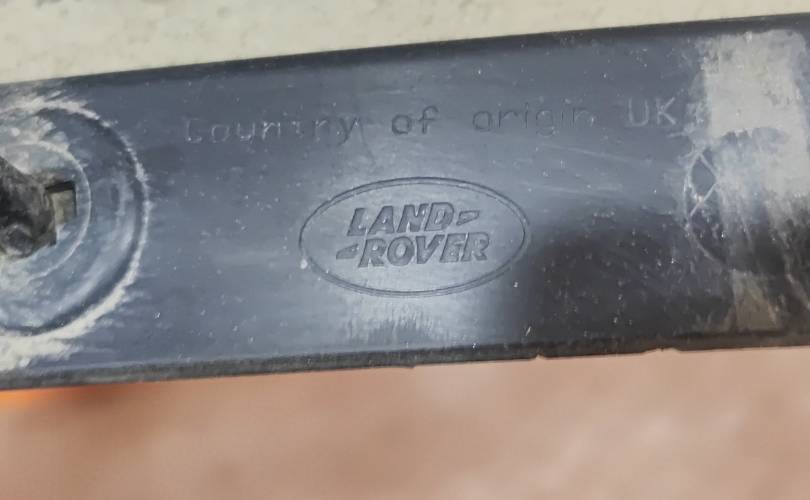 Country of origin UK
LAND-
-ROVER